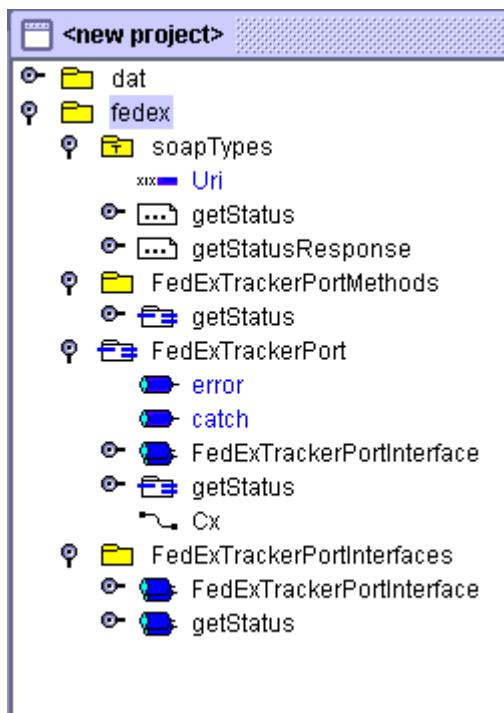 <new project>
dat
fedex
soapTypes
xix Uri
getStatus
getStatusResponse
FedExTrackerPortMethods
getStatus
FedExTrackerPort
error
catch
FedExTrackerPortInterface
getStatus
Cx
FedExTrackerPortInterfaces
FedExTrackerPortInterface
getStatus